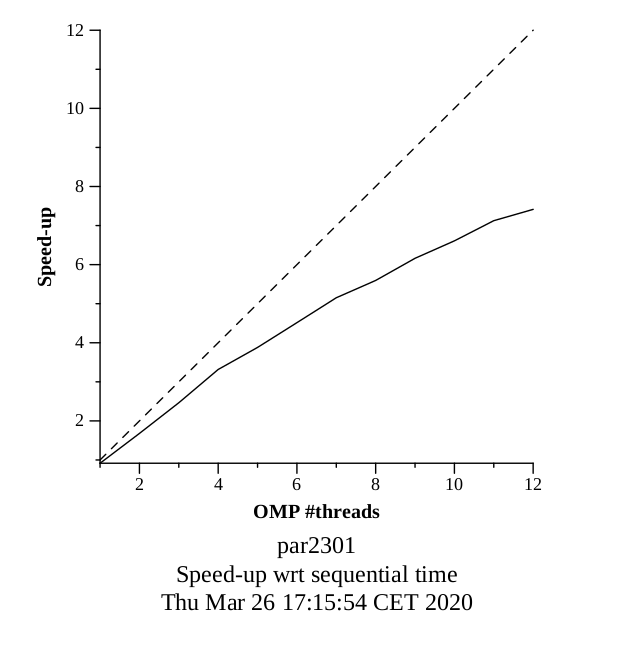 12
10
8
6
4
2
Speed-up
2 4 6 8 10 12
OMP #threads
par2301
Speed-up wrt sequential time
Thu Mar 26 17:15:54 CET 2020